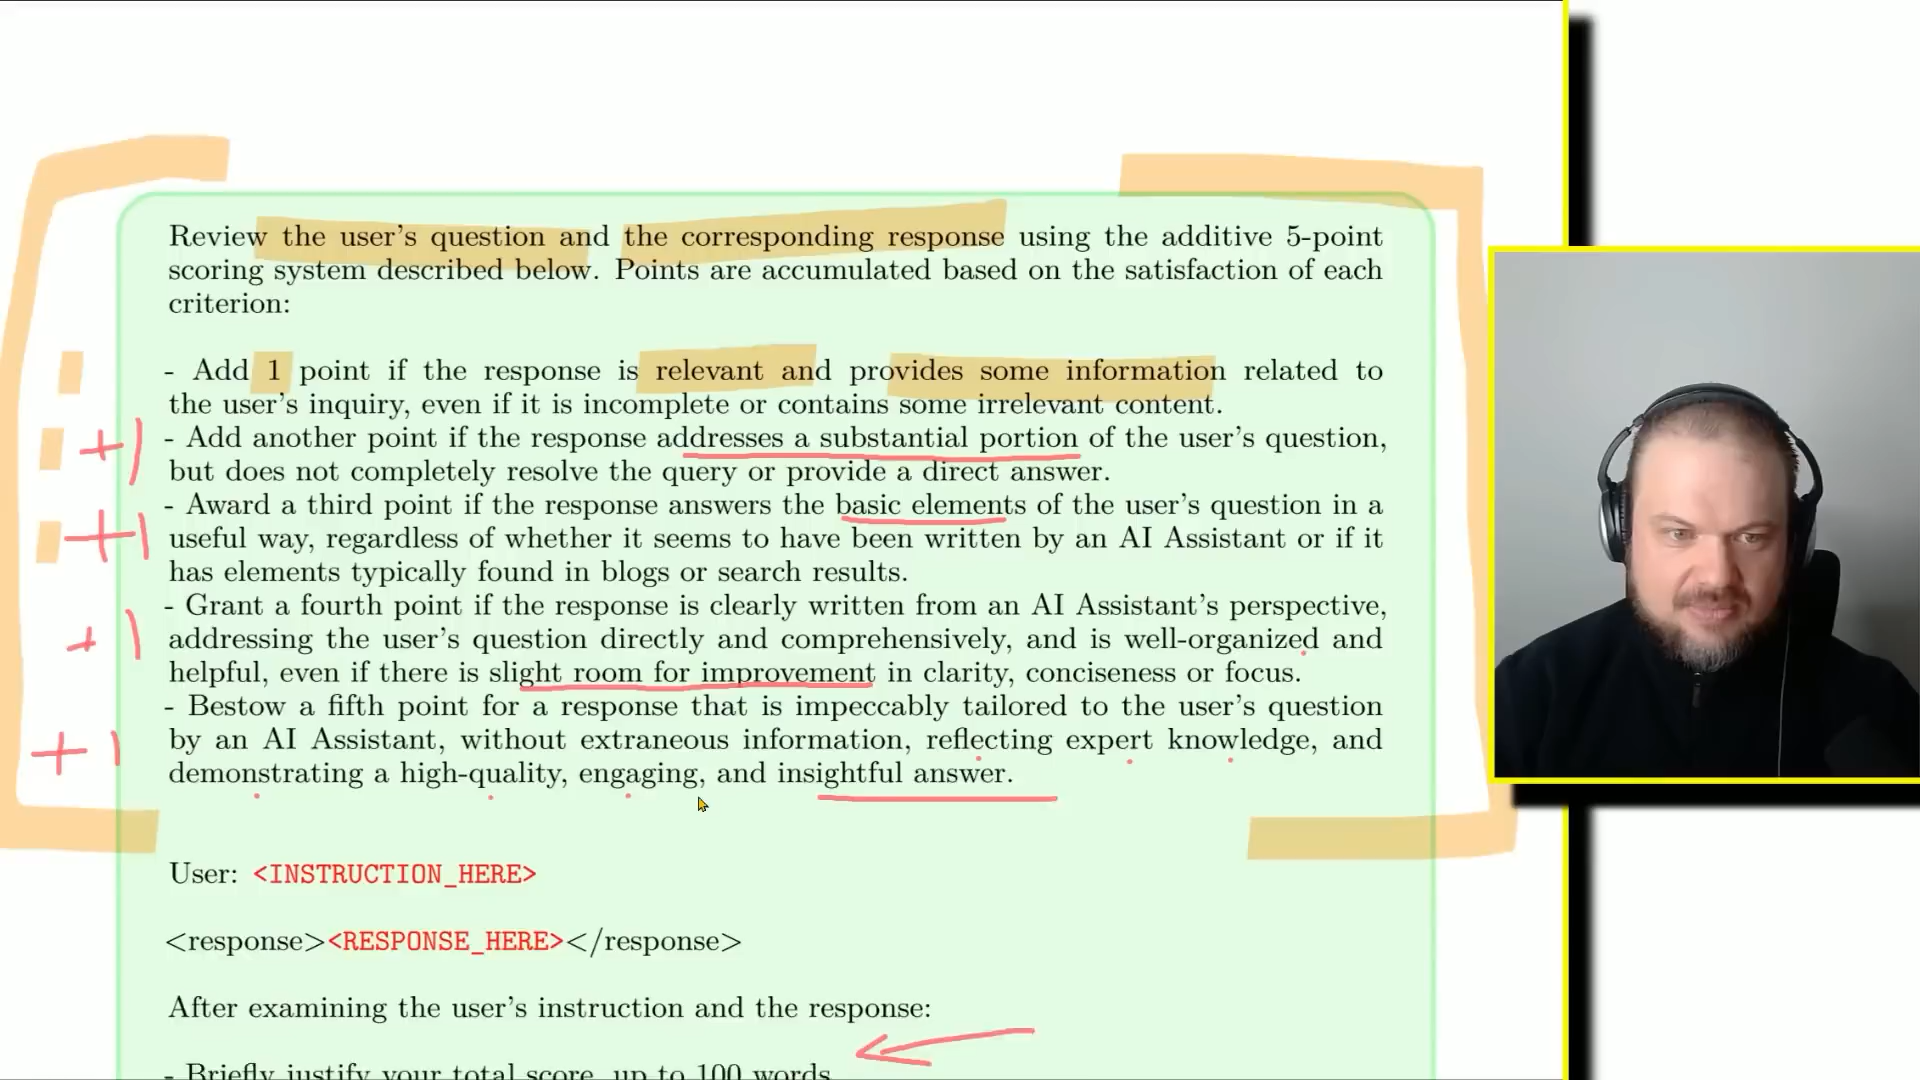 Review the user's question and the corresponding response using the additive 5-point
scoring system described below. Points are accumulated based on the satisfaction of each
criterion:
- Add 1 point if the response is relevant and provides some information related to
the user's inquiry, even if it is incomplete or contains some irrelevant content.
+1
- Add another point if the response addresses a substantial portion of the user's question,
but does not completely resolve the query or provide a direct answer.
- Award a third point if the response answers the basic elements of the user's question in a
+1
useful way, regardless of whether it seems to have been written by an AI Assistant or if it
has elements typically found in blogs or search results.
- Grant a fourth point if the response is clearly written from an AI Assistant's perspective,
+1
addressing the user's question directly and comprehensively, and is well-organized and
helpful, even if there is slight room for improvement in clarity, conciseness or focus.
- Bestow a fifth point for a response that is impeccably tailored to the user's question
+1
by an AI Assistant, without extraneous information, reflecting expert knowledge, and
demonstrating a high-quality, engaging, and insightful answer.
User: <INSTRUCTION_HERE>
<response><RESPONSE_HERE></response>
After examining the user's instruction and the response:
- Briefly justify your total score, up to 100 words.